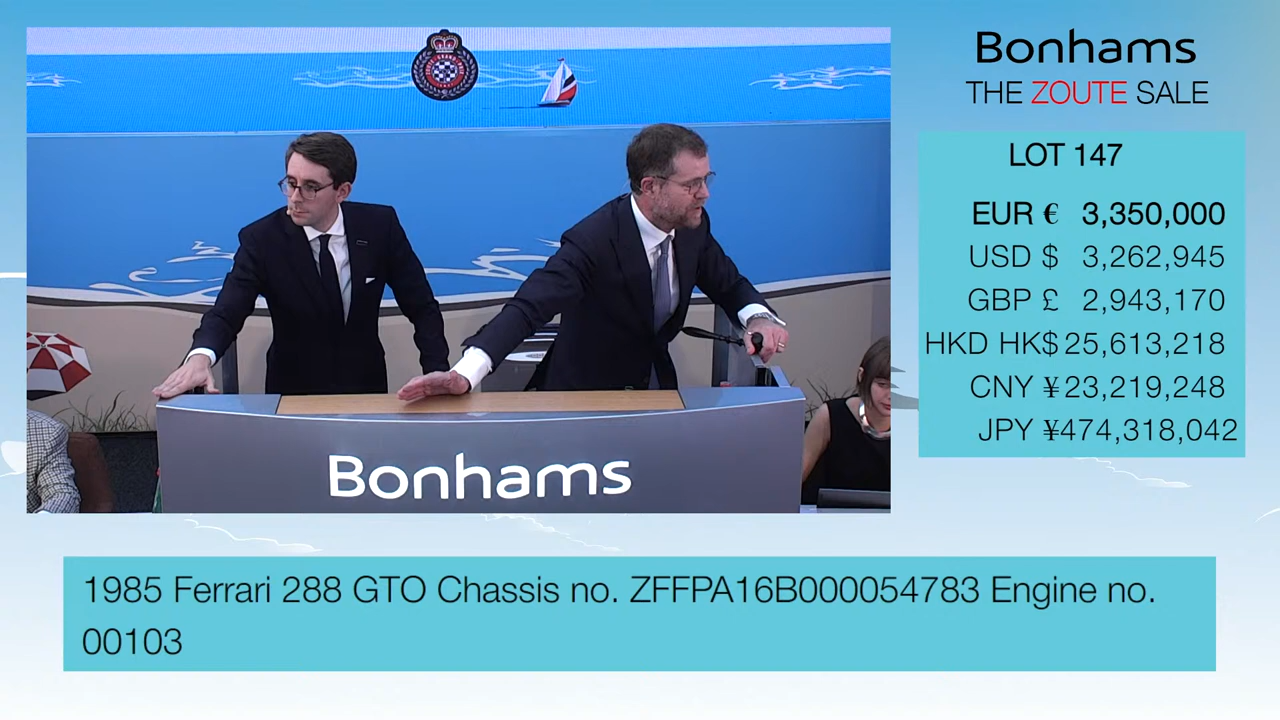 Bonhams
THE ZOUTE SALE
LOT 147
EUR € 3,350,000
USD $ 3,262,945
GBP £ 2,943,170
HKD HK$ 25,613,218
CNY ¥ 23,219,248
JPY ¥474,318,042
Bonhams
1985 Ferrari 288 GTO Chassis no. ZFFPA16B000054783 Engine no.
00103